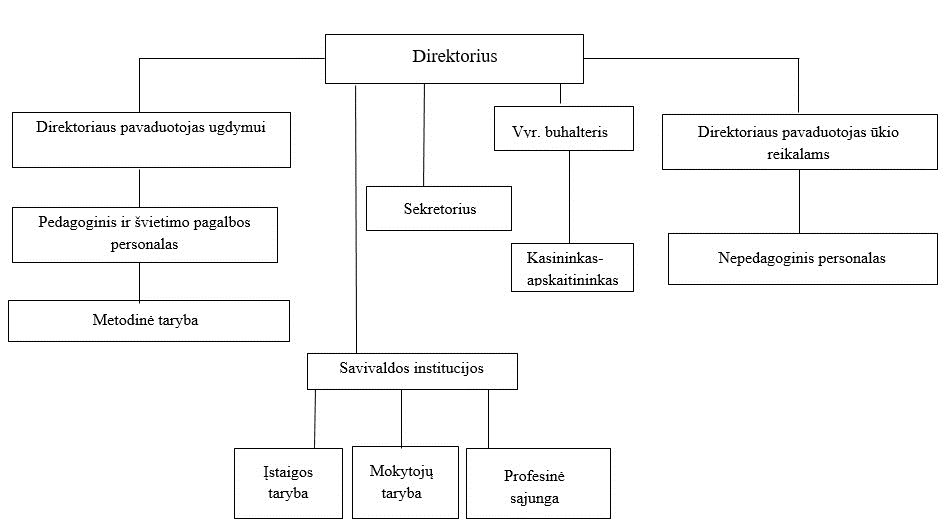 Direktorius
Direktoriaus pavaduotojas ugdymui
Vyr. buhalteris
Direktoriaus pavaduotojas ūkio
reikalams
Sekretorius
Pedagoginis ir švietimo pagalbos
personalas
Kasininkas-
apskaitininkas
Nepedagoginis personalas
Metodinė taryba
Savivaldos institucijos
Įstaigos
taryba
Mokytojų
taryba
Profesinė
sąjunga